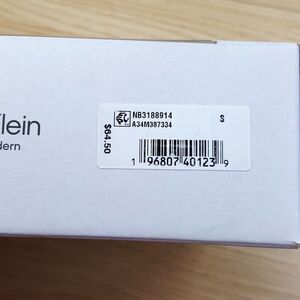 lein
dern
$64.50
NB3188914
A34M387334
S
1 96807 40123 9